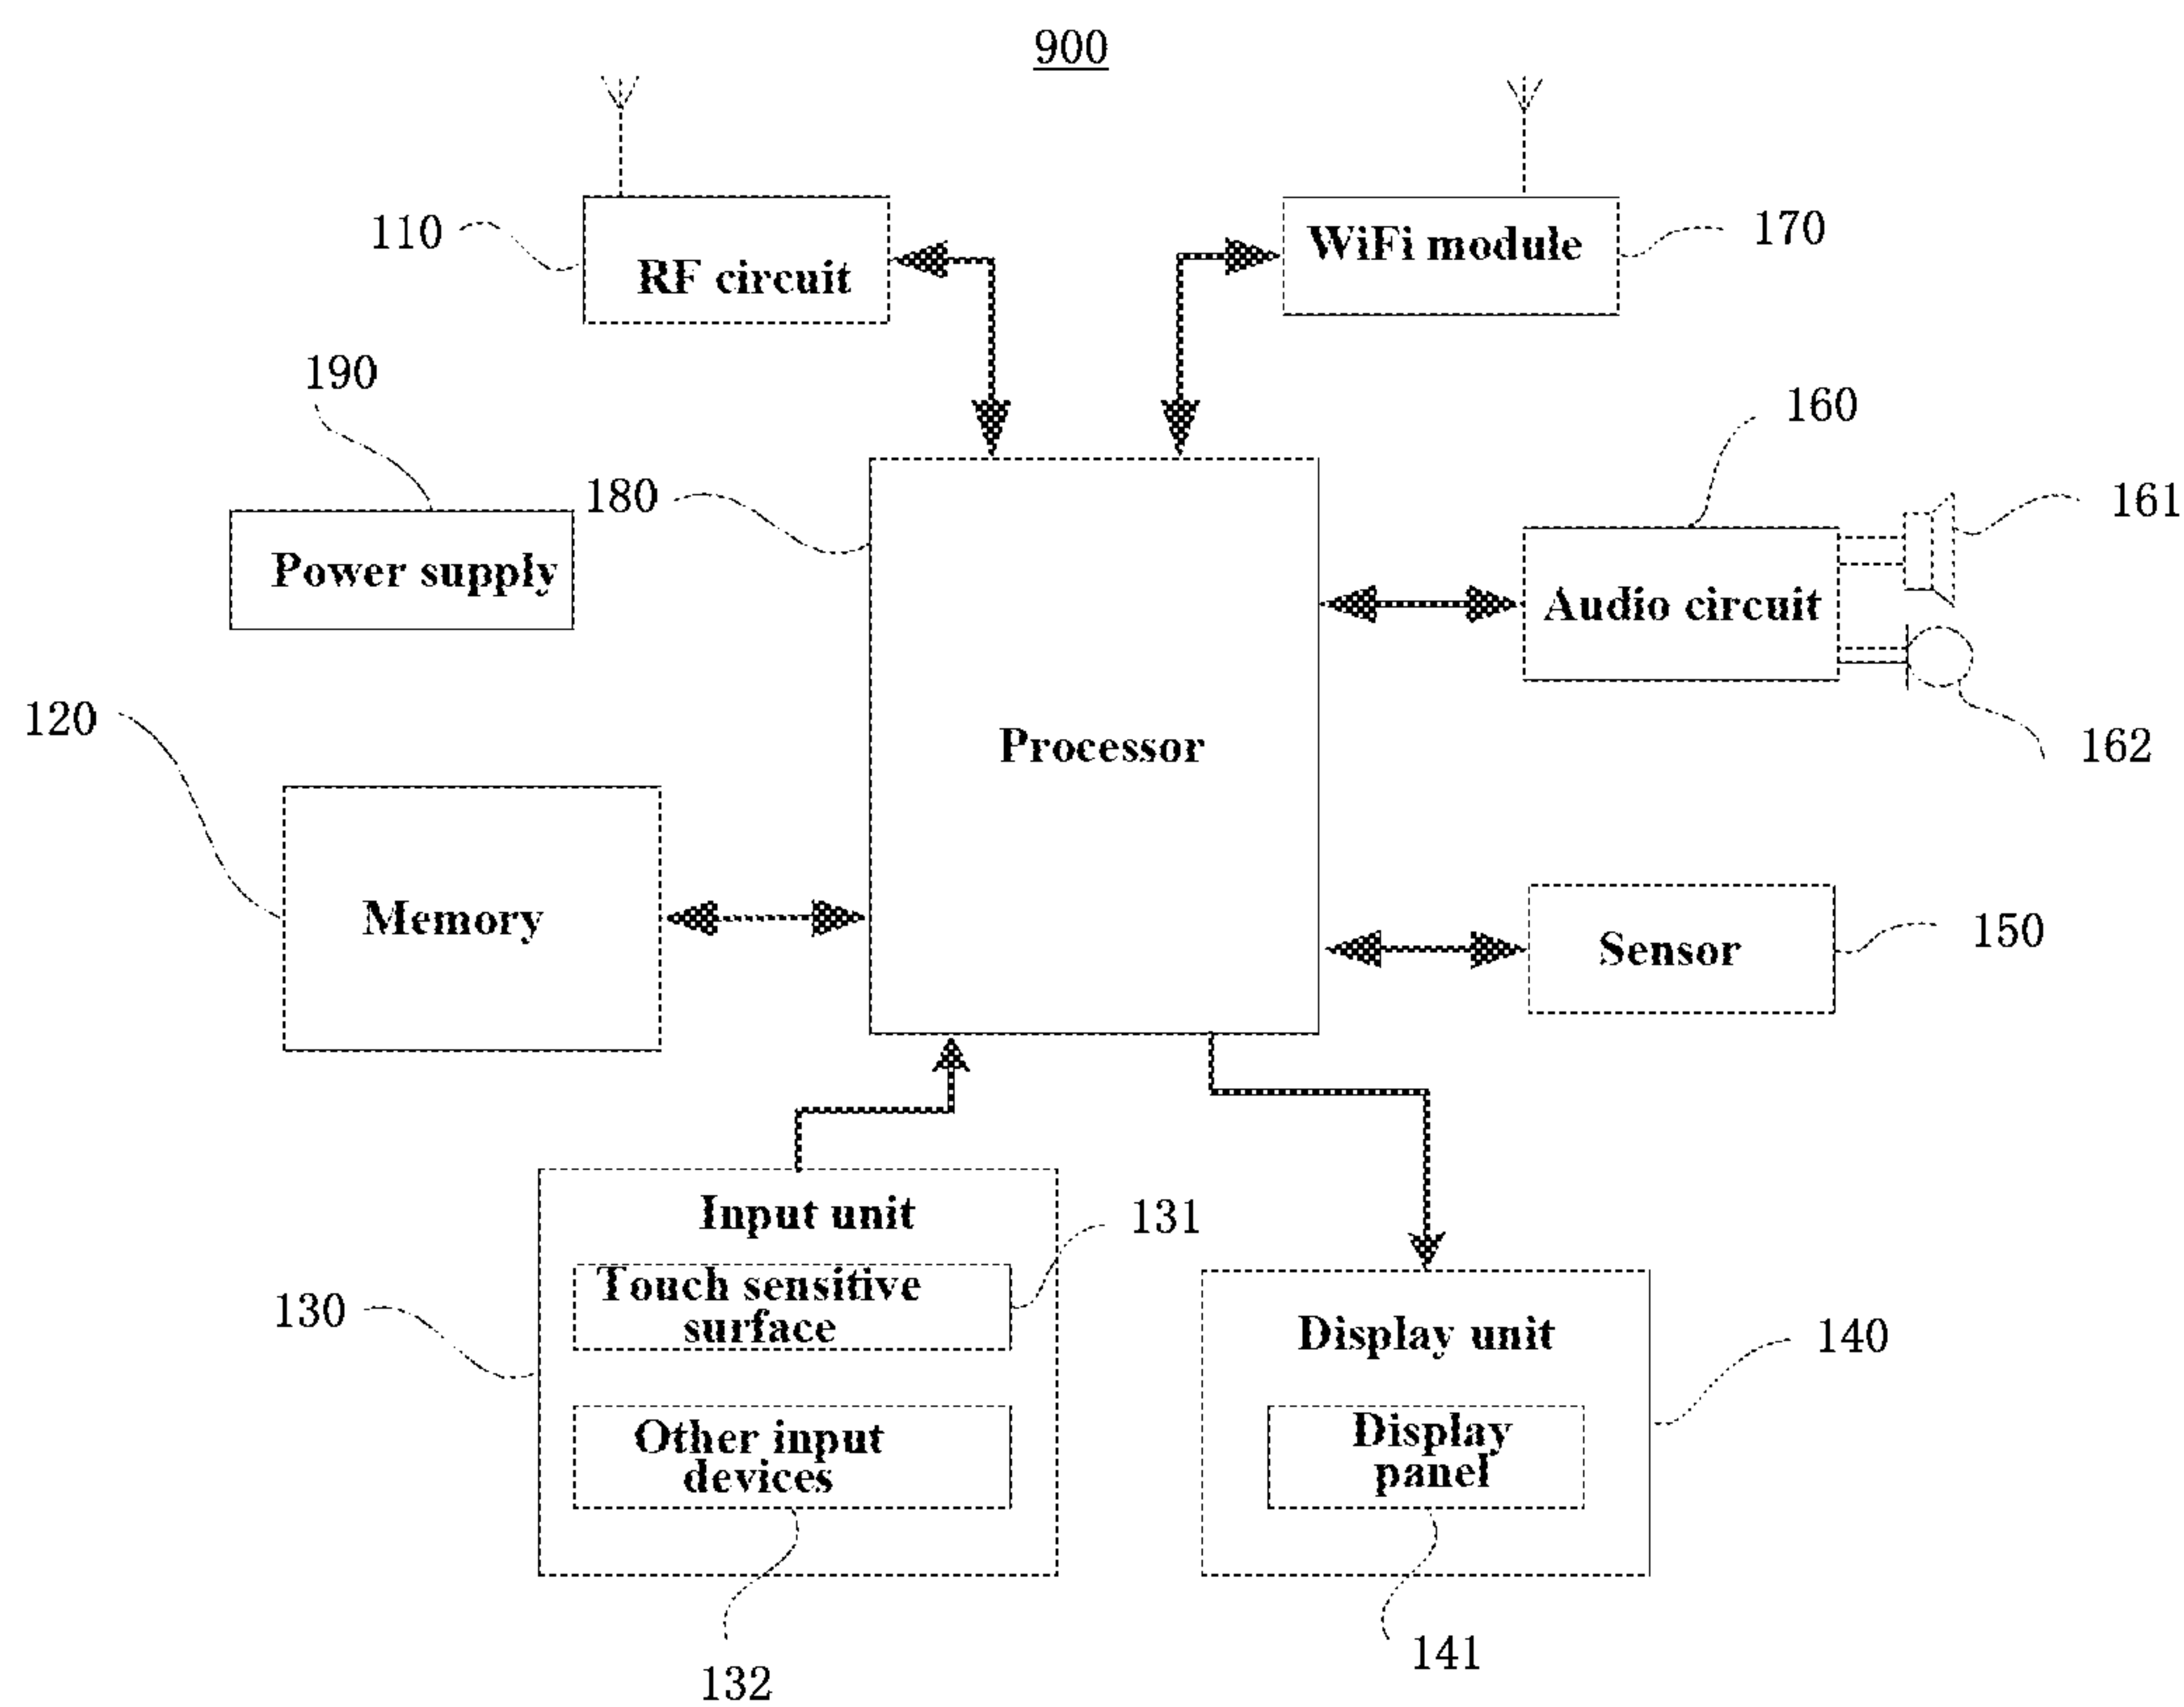 900
110
RF circuit
WiFi module
170
190
180
160
161
Power supply
Audio circuit
162
120
Processor
Memory
Sensor
150
Input unit
131
Touch sensitive
surface
130
Display unit
140
Other input
devices
Display
panel
132
141